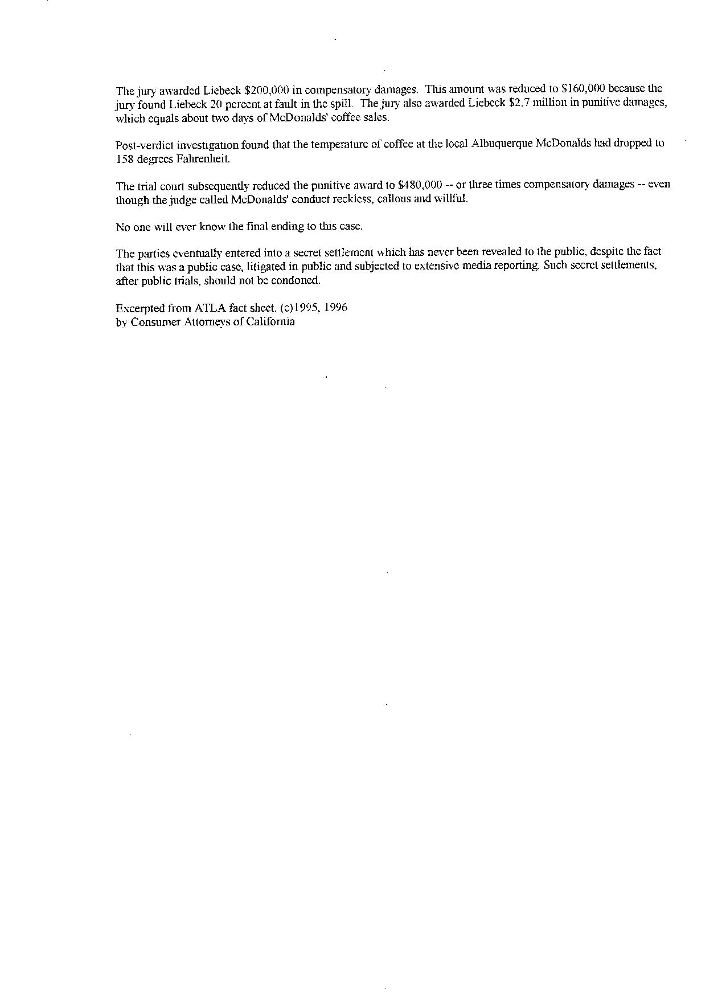 The jury awarded Liebeck $200,000 in compensatory damages. This amount was reduced to $160,000 because the
jury found Liebeck 20 percent at fault in the spill. The jury also awarded Liebeck $2.7 million in punitive damages,
which equals about two days of McDonalds' coffee sales.
Post-verdict investigation found that the temperature of coffee at the local Albuquerque McDonalds had dropped to
158 degrees Fahrenheit.
The trial court subsequently reduced the punitive award to $480,000 -- or three times compensatory damages -- even
though the judge called McDonalds' conduct reckless, callous and willful.
No one will ever know the final ending to this case.
The parties eventually entered into a secret settlement which has never been revealed to the public, despite the fact
that this was a public case, litigated in public and subjected to extensive media reporting. Such secret settlements,
after public trials, should not be condoned.
Excerpted from ATLA fact sheet. (c)1995, 1996
by Consumer Attorneys of California